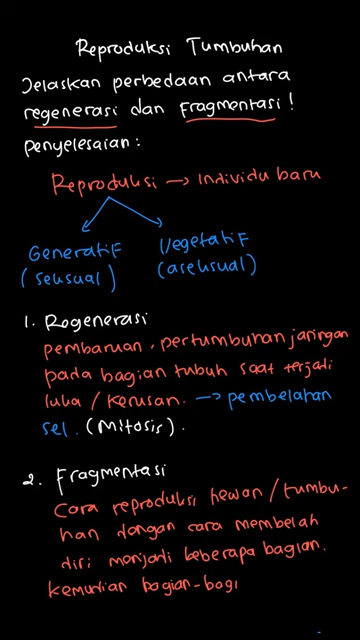 Reproduksi Tumbuhan
Jelaskan perbedaan antara
regenerasi dan Fragmentasi!
Penyelesaian:
Reproduksi → Individu baru
Generatif
(seksual)
Vegetatif
(aseksual)
1. Regenerasi
pembaruan, pertumbuhan jaringan
pada bagian tubuh saat terjadi
luka / kerusan. → pembelahan
sel. (Mitosis).
2. Fragmentasi
Cara reproduksi hewan / tumbu-
han dengan cara membelah
diri menjadi beberapa bagian.
kemudian bagian-bagi